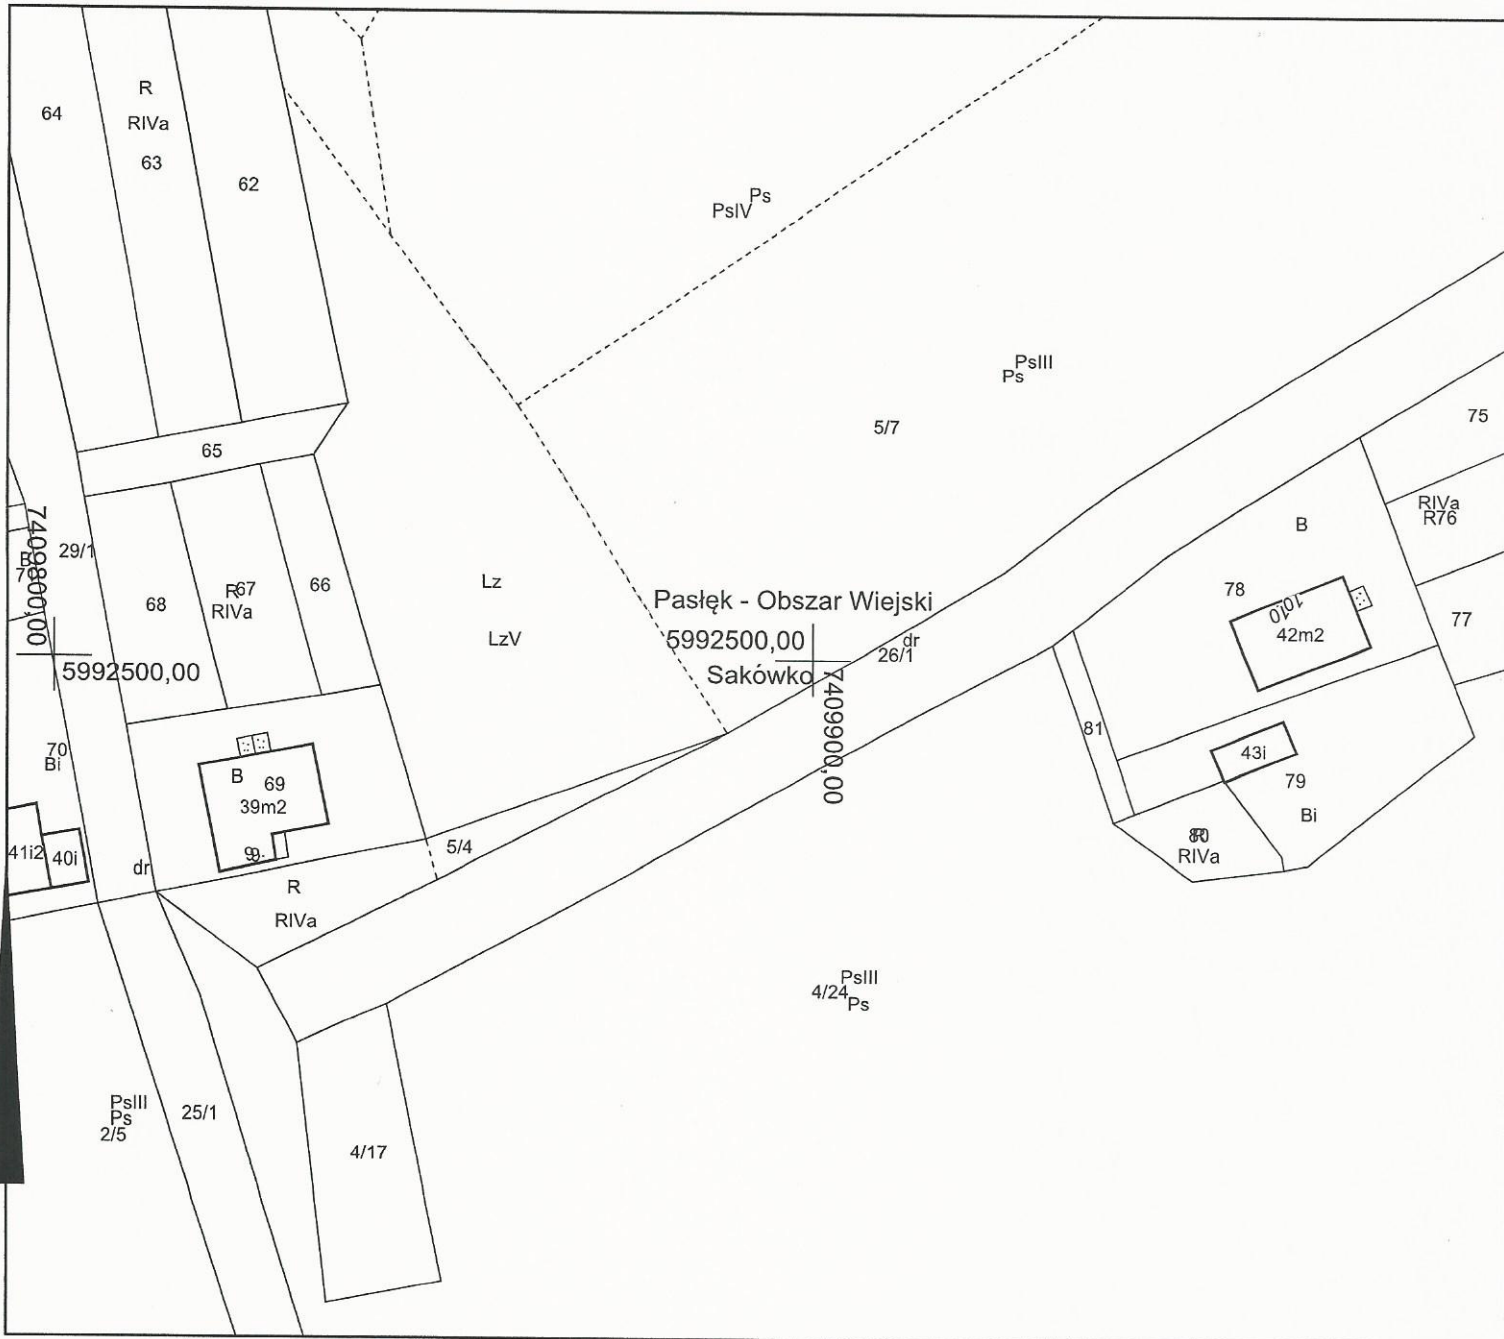 64
R
RIVa
63
62
PsIV
Ps
65
PsIII
Ps
5/7
75
RIVa
R76
B
7409800,00
29/1
68
R67
RIVa
66
Lz
LzV
Pasłęk - Obszar Wiejski
5992500,00
Sakówko
7409900,00
dr
26/1
78
1010
42m2
77
5992500,00
81
70
Bi
B
69
39m2
43i
79
Bi
41i2
40i
dr
5/4
80
RIVa
R
RIVa
PsIII
4/24
Ps
PsIII
Ps
2/5
25/1
4/17